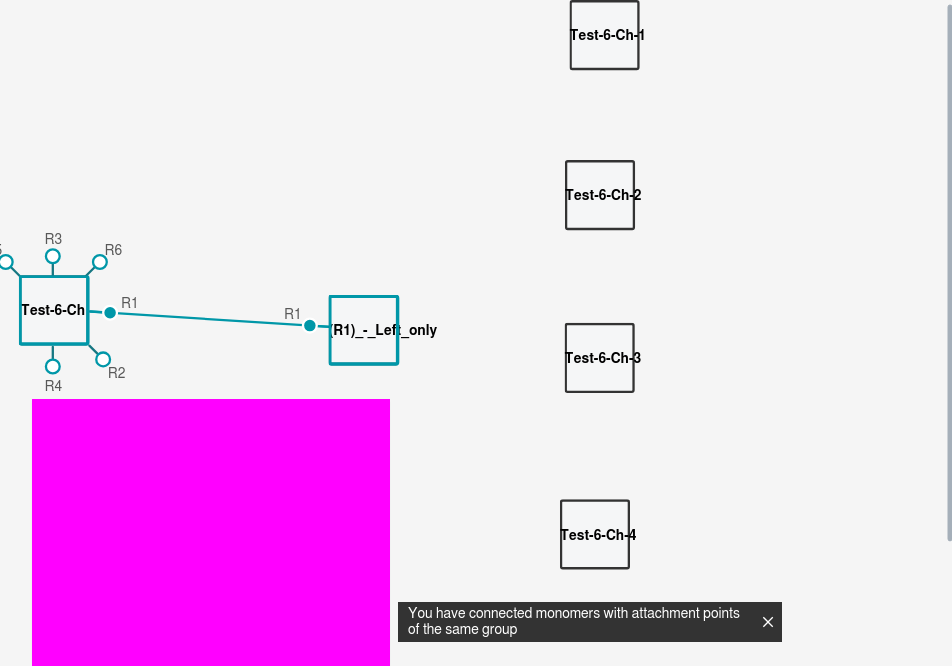 Test-6-Ch-1
Test-6-Ch-2
R3
R6
Test-6-Ch
R1
R1
(R1)_-_Left_only
R2
R4
Test-6-Ch-3
Test-6-Ch-4
You have connected monomers with attachment points
of the same group